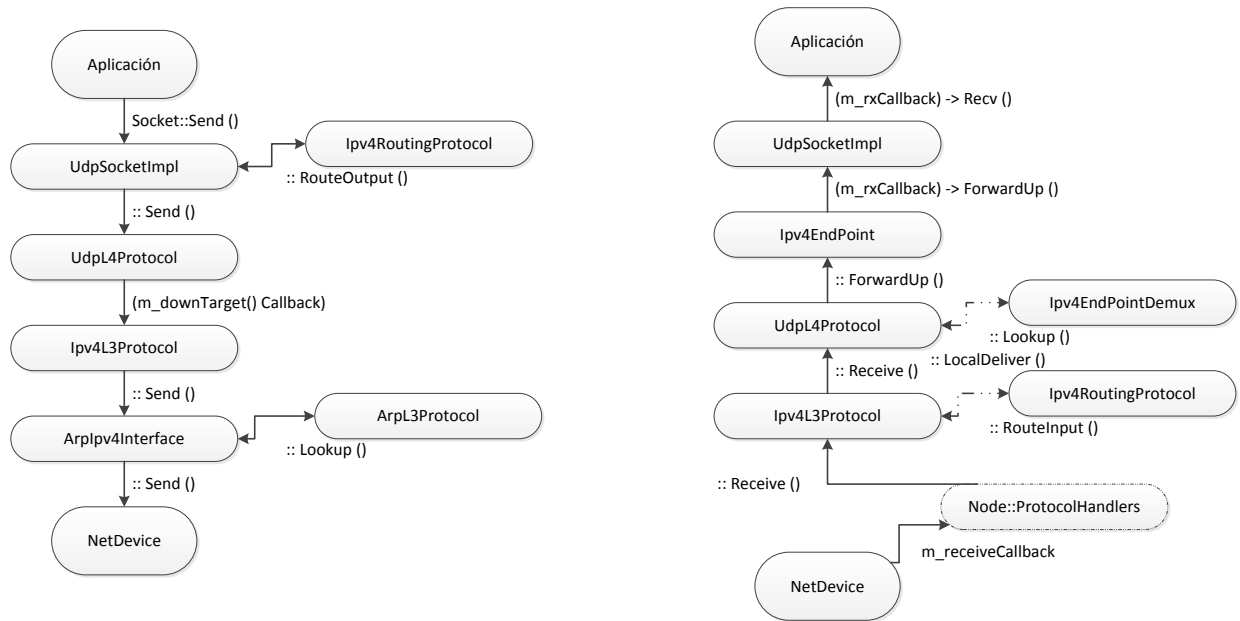 Aplicación
Socket::Send ()
UdpSocketImpl
Ipv4RoutingProtocol
:: RouteOutput ()
:: Send ()
UdpL4Protocol
(m_downTarget() Callback)
Ipv4L3Protocol
:: Send ()
ArpIpv4Interface
ArpL3Protocol
:: Lookup ()
:: Send ()
NetDevice
Aplicación
(m_rxCallback) -> Recv ()
UdpSocketImpl
(m_rxCallback) -> ForwardUp ()
Ipv4EndPoint
:: ForwardUp ()
UdpL4Protocol
Ipv4EndPointDemux
:: Lookup ()
:: LocalDeliver ()
:: Receive ()
Ipv4L3Protocol
Ipv4RoutingProtocol
:: RouteInput ()
:: Receive ()
Node::ProtocolHandlers
m_receiveCallback
NetDevice